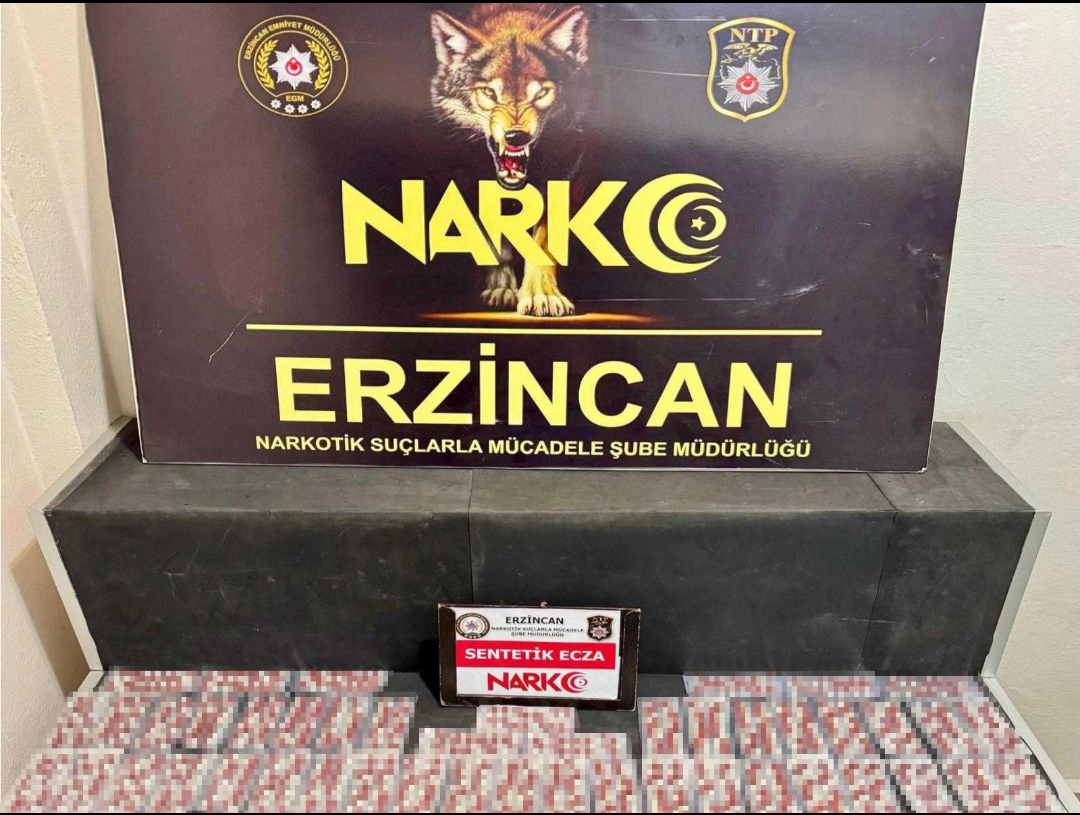 ERZİNCAN EMNİYET MÜDÜRLÜĞÜ
EGM
NTP
NARKO
ERZİNCAN
NARKOTİK SUÇLARLA MÜCADELE ŞUBE MÜDÜRLÜĞÜ
ERZİNCAN
NARKOTİK SUÇLARLA MÜCADELE
ŞUBE MÜDÜRLÜĞÜ
SENTETİK ECZA
NARKO